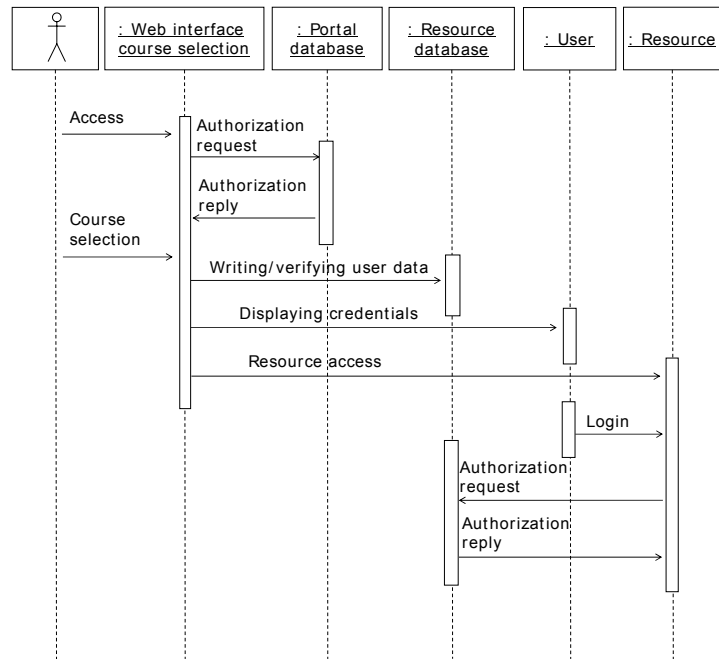 : Web interface
course selection
: Portal
database
: Resource
database
: User
: Resource
Access
Authorization
request
Authorization
reply
Course
selection
Writing/verifying user data
Displaying credentials
Resource access
Login
Authorization
request
Authorization
reply